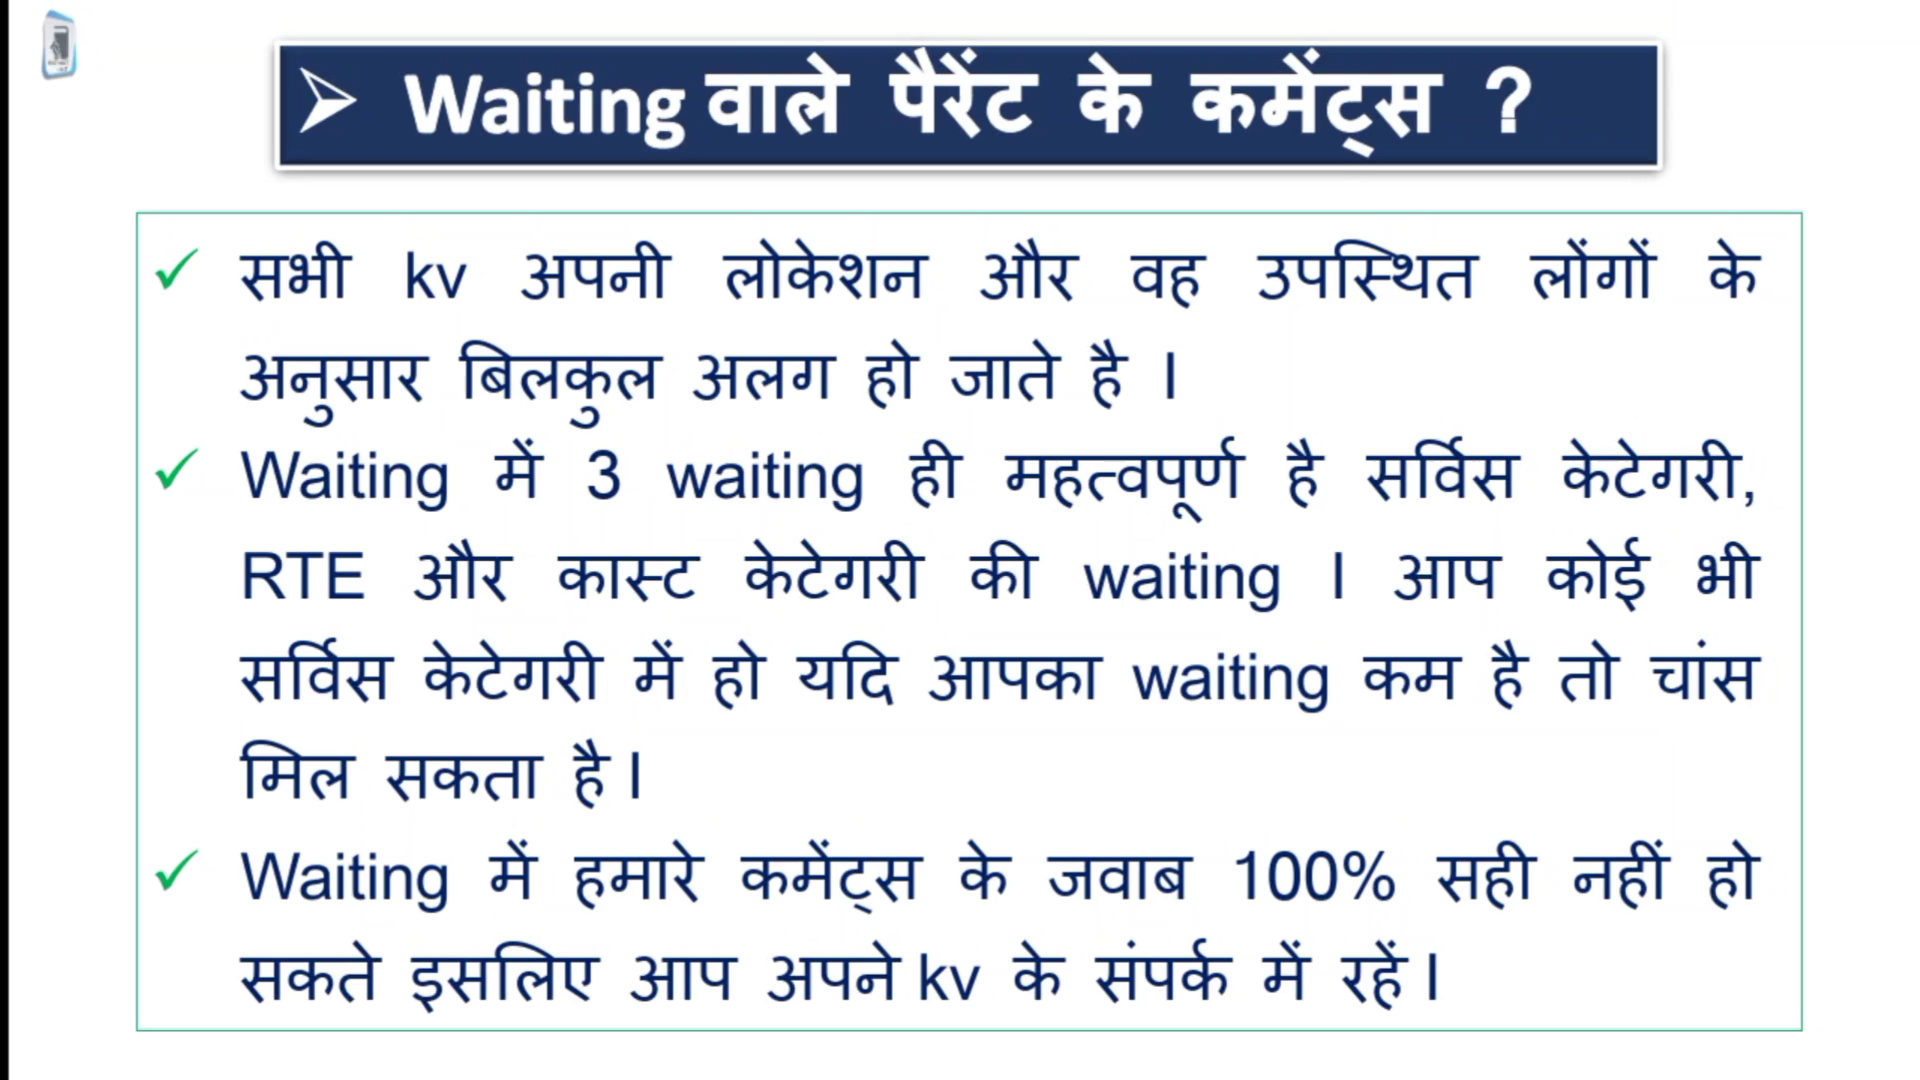 Waiting वाले पैरेंट के कमेंट्स ?
सभी kv अपनी लोकेशन और वह उपस्थित लोंगों के
अनुसार बिलकुल अलग हो जाते है ।
Waiting में 3 waiting ही महत्वपूर्ण है सर्विस केटेगरी,
RTE और कास्ट केटेगरी की waiting । आप कोई भी
सर्विस केटेगरी में हो यदि आपका waiting कम है तो चांस
मिल सकता है ।
Waiting में हमारे कमेंट्स के जवाब 100% सही नहीं हो
सकते इसलिए आप अपने kv के संपर्क में रहें ।